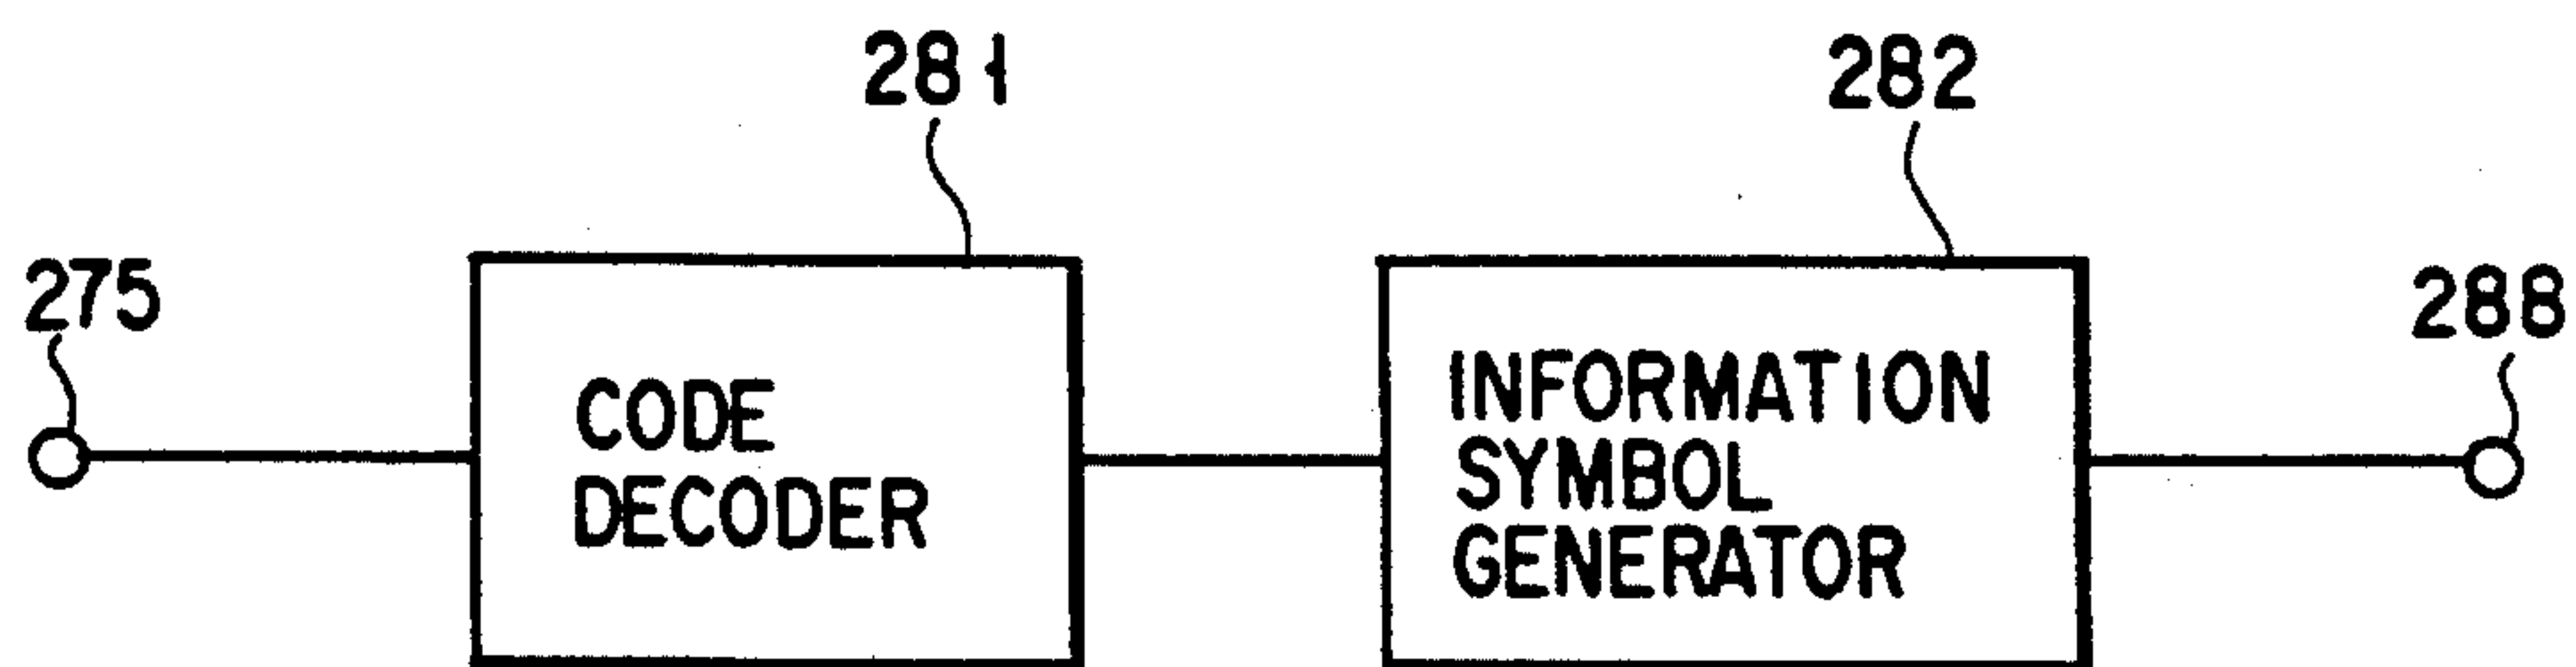 281
282
275
288
CODE
DECODER
INFORMATION
SYMBOL
GENERATOR